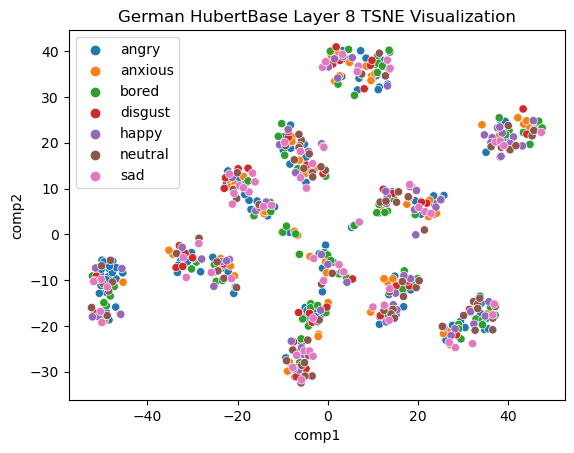 German HubertBase Layer 8 TSNE Visualization
angry
anxious
bored
disgust
happy
neutral
sad
comp2
40
30
20
10
0
−10
−20
−30
−40
−20
0
20
40
comp1